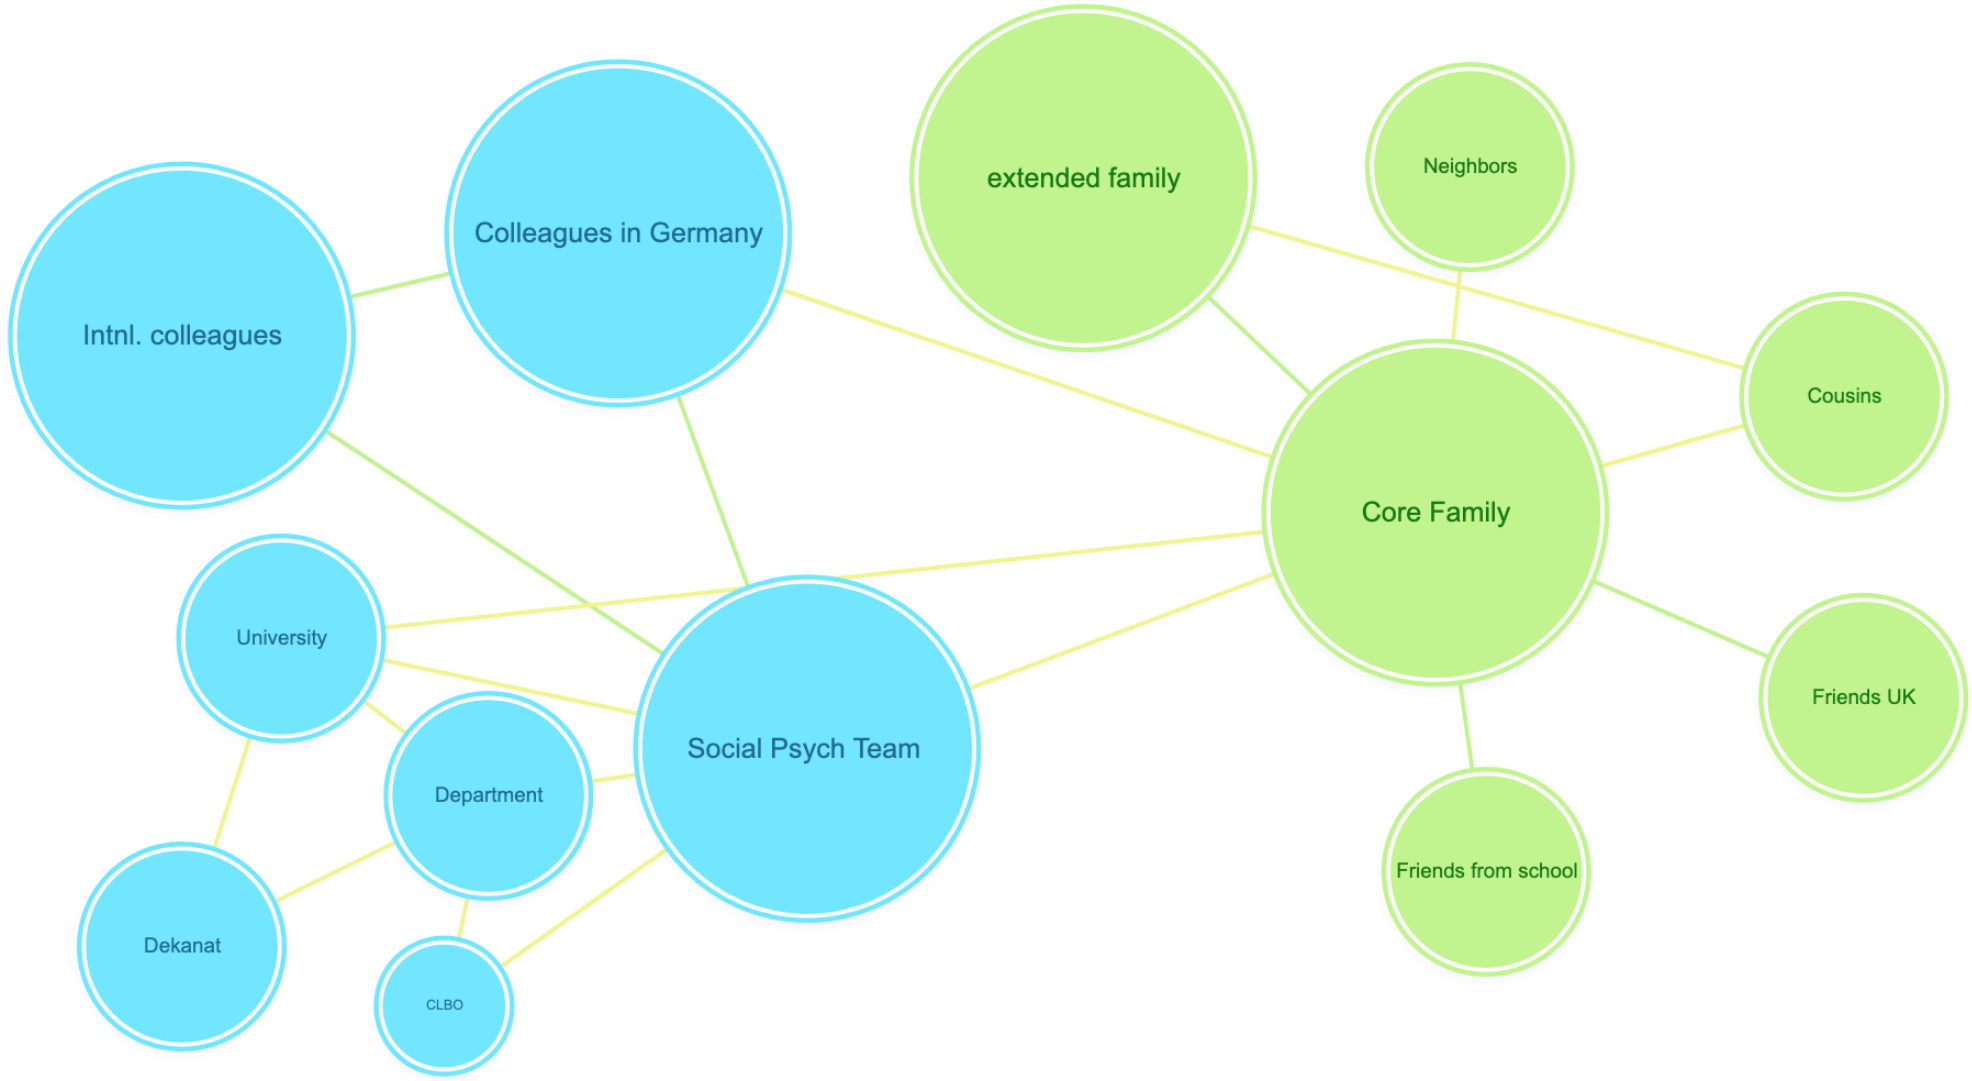 extended family
Neighbors
Colleagues in Germany
Intnl. colleagues
Cousins
Core Family
University
Friends UK
Social Psych Team
Department
Friends from school
Dekanat
CLBO